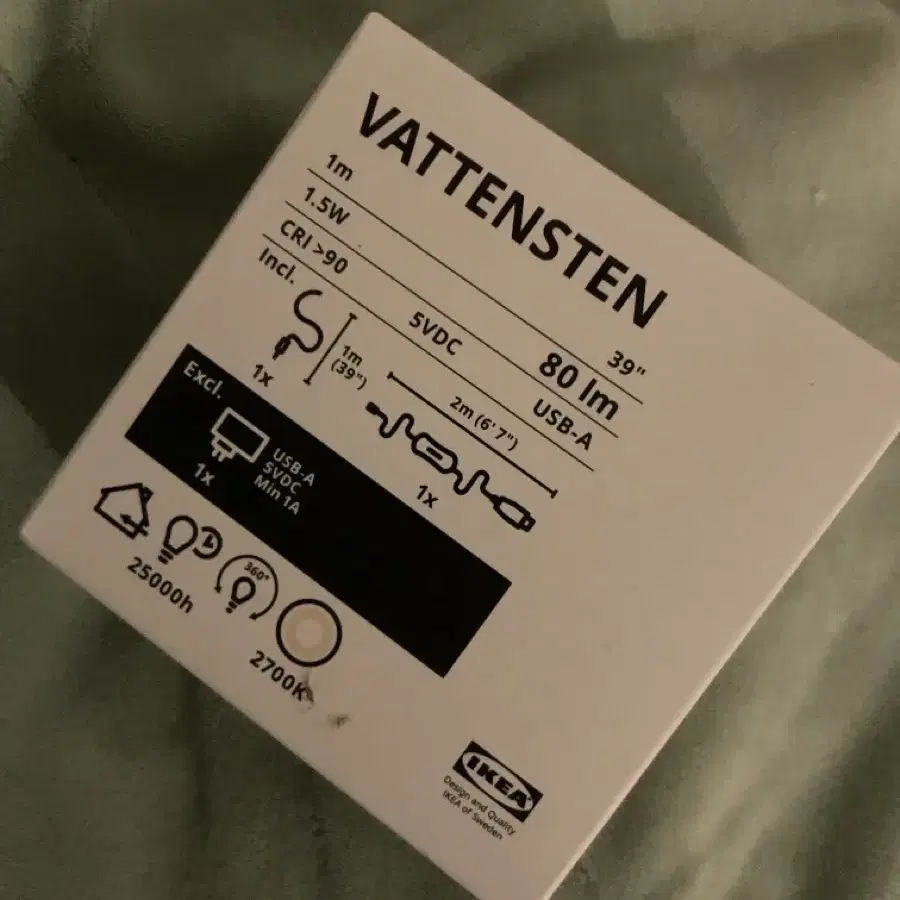 VATTENSTEN
1m 39"
1.5W 5VDC 80 lm
CRI >90 USB-A
Incl.
1x
1m
(39")
2m (6' 7")
1x
Excl.
1x
USB-A
5VDC
Min 1A
25000h
360°
2700K
IKEA
Design and Quality
IKEA of Sweden